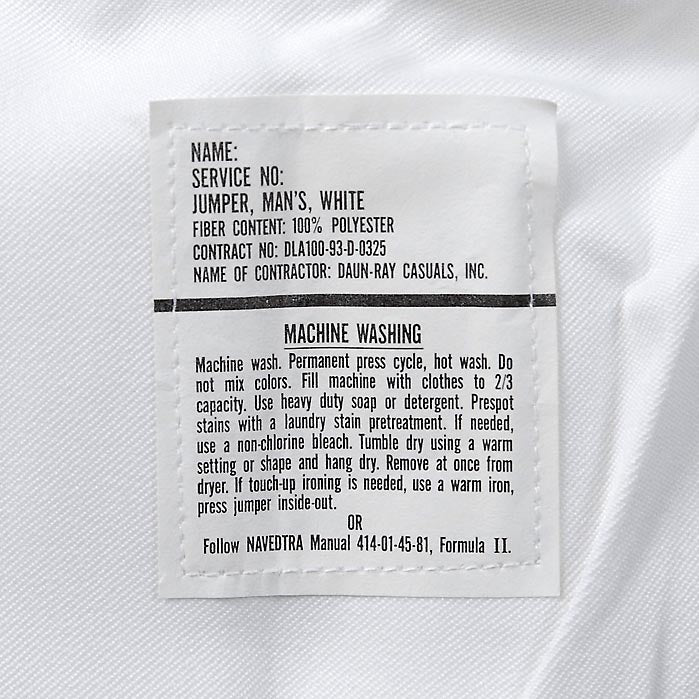 NAME:
SERVICE NO:
JUMPER, MAN'S, WHITE
FIBER CONTENT: 100% POLYESTER
CONTRACT NO: DLA100-93-D-0325
NAME OF CONTRACTOR: DAUN-RAY CASUALS, INC.
MACHINE WASHING
Machine wash. Permanent press cycle, hot wash. Do
not mix colors. Fill machine with clothes to 2/3
capacity. Use heavy duty soap or detergent. Prespot
stains with a laundry stain pretreatment. If needed,
use a non-chlorine bleach. Tumble dry using a warm
setting or shape and hang dry. Remove at once from
dryer. If touch-up ironing is needed, use a warm iron,
press jumper inside-out.
OR
Follow NAVEDTRA Manual 414-01-45-81, Formula II.